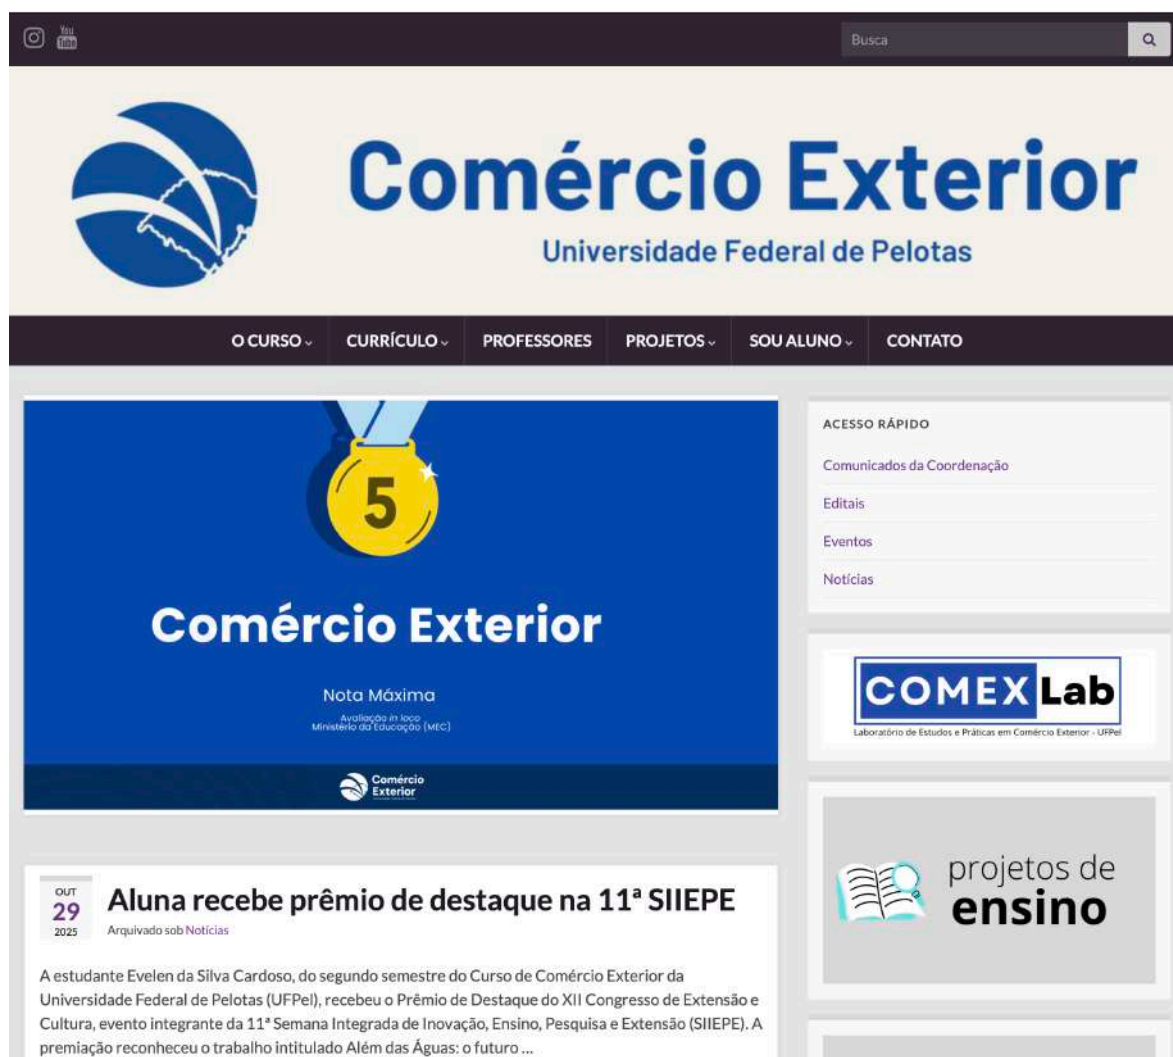 You
Tube
Busca
Comércio Exterior
Universidade Federal de Pelotas
O CURSO
CURRÍCULO
PROFESSORES
PROJETOS
SOU ALUNO
CONTATO
5
Comércio Exterior
Nota Máxima
Avaliação in loco
Ministério da Educação (MEC)
Comércio
Exterior
ACESSO RÁPIDO
Comunicados da Coordenação
Editais
Eventos
Notícias
COMEX Lab
Laboratório de Estudos e Práticas em Comércio Exterior - UFPel
projetos de
ensino
OUT
29
2025
Aluna recebe prêmio de destaque na 11ª SIIEPE
Arquivado sob Notícias
A estudante Evelen da Silva Cardoso, do segundo semestre do Curso de Comércio Exterior da
Universidade Federal de Pelotas (UFPel), recebeu o Prêmio de Destaque do XII Congresso de Extensão e
Cultura, evento integrante da 11ª Semana Integrada de Inovação, Ensino, Pesquisa e Extensão (SIIEPE). A
premiação reconheceu o trabalho intitulado Além das Águas: o futuro ...